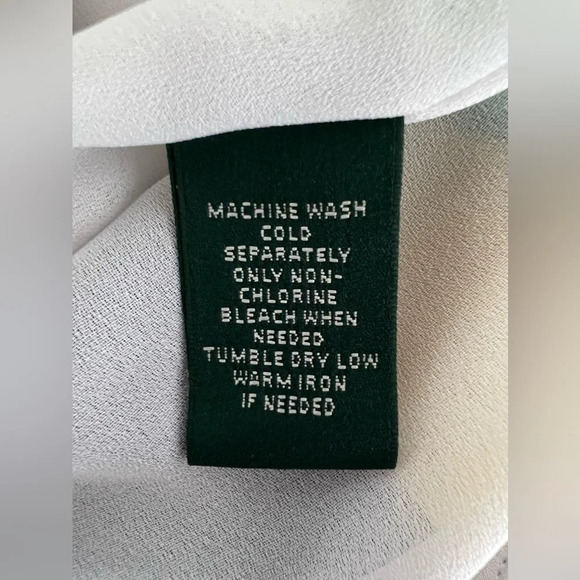 MACHINE WASH
COLD
SEPARATELY
ONLY NON-
CHLORINE
BLEACH WHEN
NEEDED
TUMBLE DRY LOW
WARM IRON
IF NEEDED